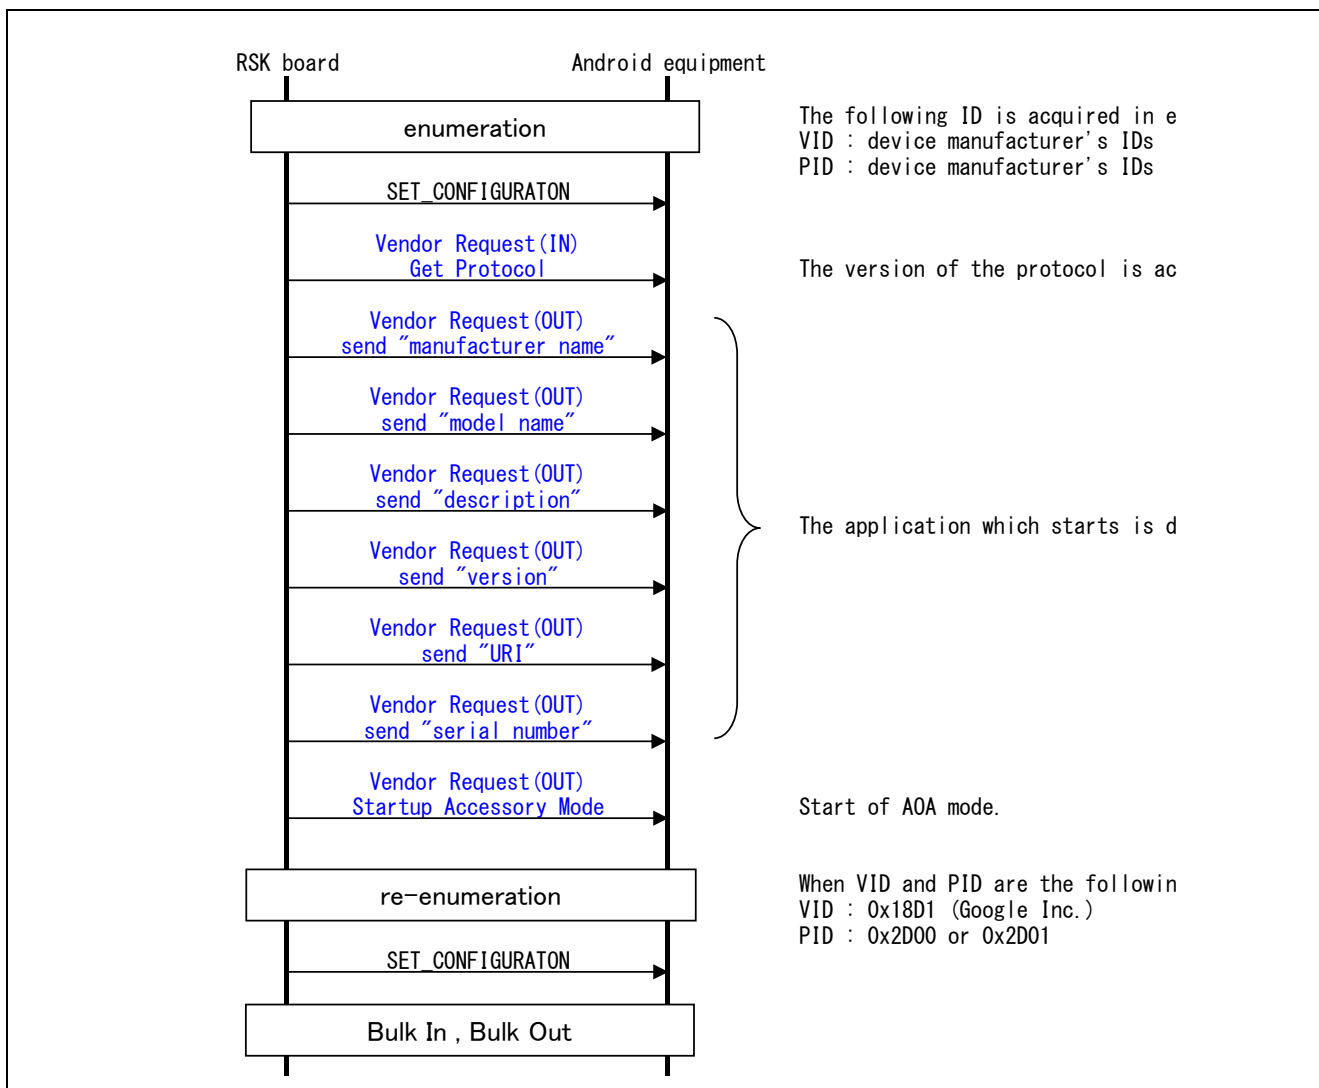 RSK board
Android equipment
enumeration
The following ID is acquired in e
VID : device manufacturer's IDs
PID : device manufacturer's IDs
SET_CONFIGURATON
Vendor Request(IN)
Get Protocol
The version of the protocol is ac
Vendor Request(OUT)
send "manufacturer name"
Vendor Request(OUT)
send "model name"
Vendor Request(OUT)
send "description"
The application which starts is d
Vendor Request(OUT)
send "version"
Vendor Request(OUT)
send "URI"
Vendor Request(OUT)
send "serial number"
Vendor Request(OUT)
Startup Accessory Mode
Start of AOA mode.
re-enumeration
When VID and PID are the followin
VID : 0x18D1 (Google Inc.)
PID : 0x2D00 or 0x2D01
SET_CONFIGURATON
Bulk In , Bulk Out